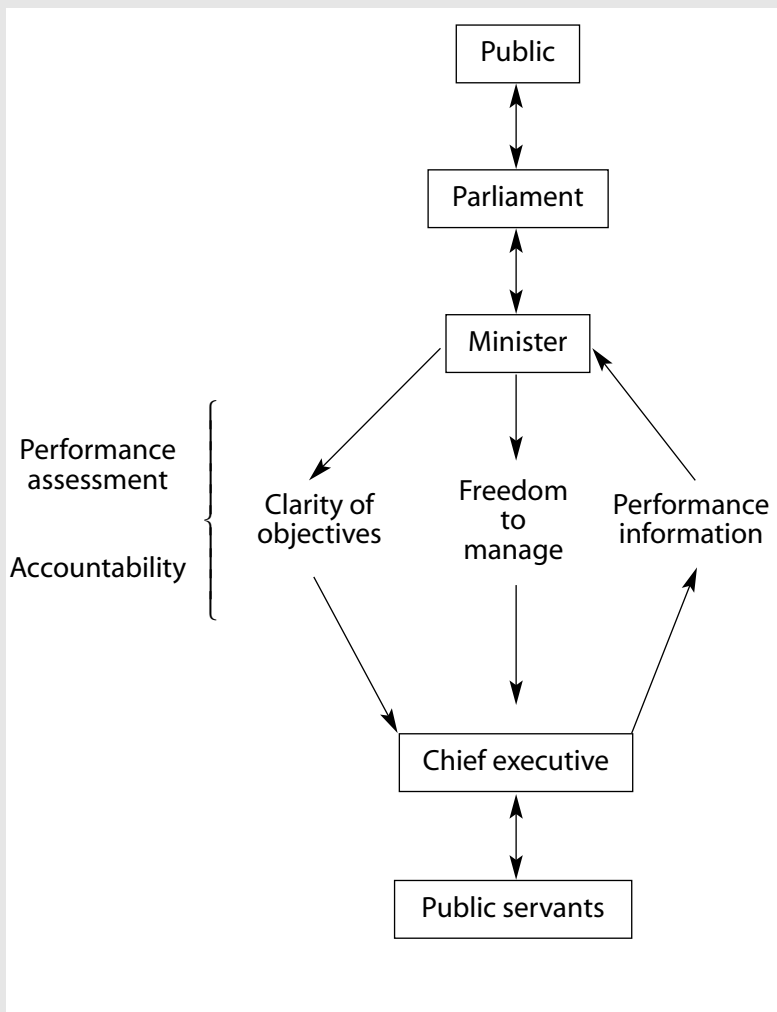 Public
Parliament
Minister
Performance
assessment
Accountability
Clarity of
objectives
Freedom
to
manage
Performance
information
Chief executive
Public servants